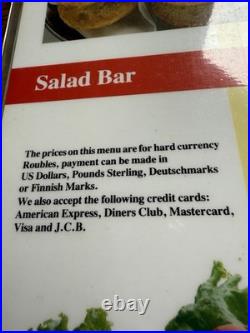 Salad Bar
The prices on this menu are for hard currency
Roubles, payment can be made in
US Dollars, Pounds Sterling, Deutschmarks
or Finnish Marks.
We also accept the following credit cards:
American Express, Diners Club, Mastercard,
Visa and J.C.B.
© ebay.com